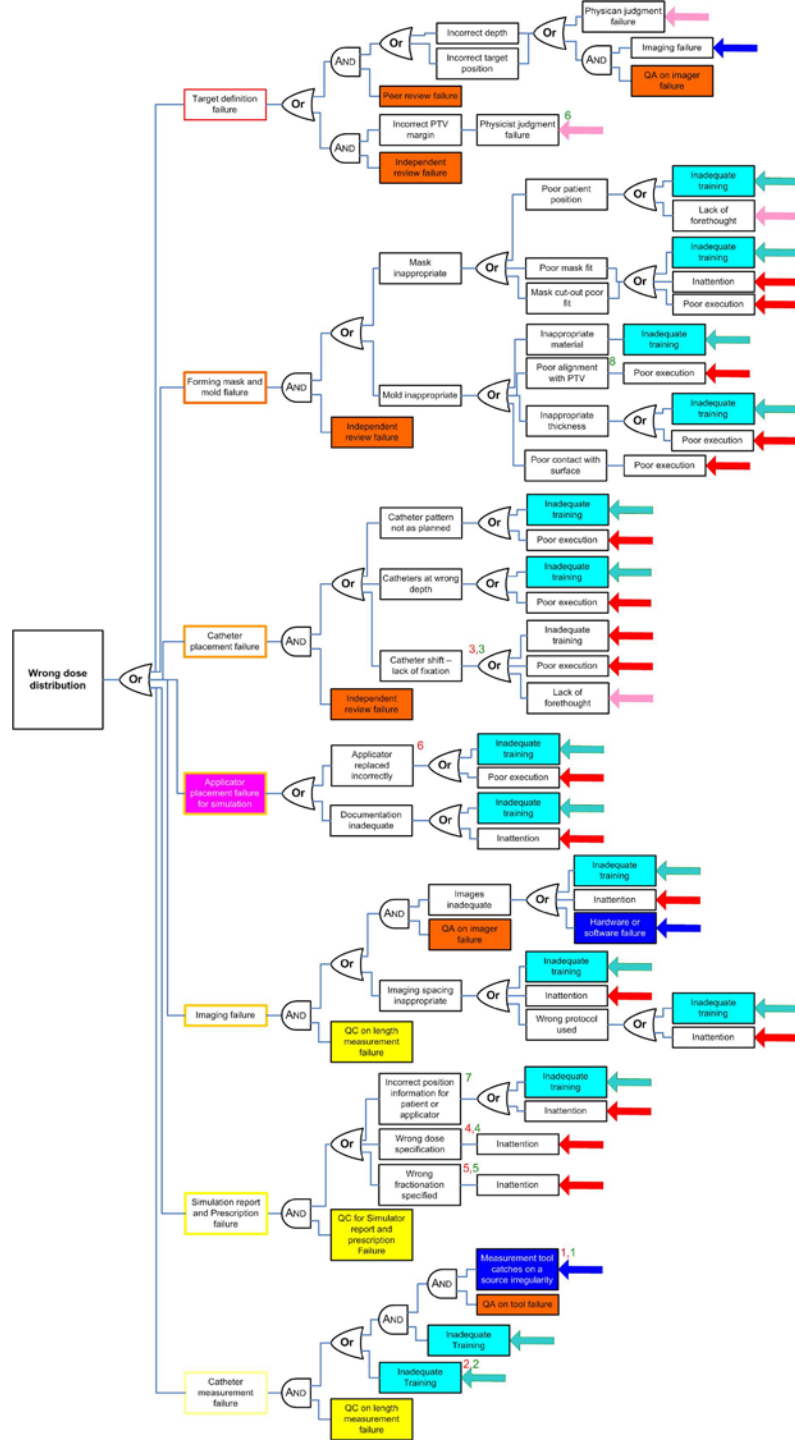 Wrong dose
distribution
Or
Target definition
failure
Or
AND
Or
Incorrect depth
Incorrect target
position
Or
Physican judgment
failure
AND
Imaging failure
QA on imager
failure
Peer review failure
AND
Incorrect PTV
margin
Physicist judgment
failure
6
Independent
review failure
Forming mask and
mold flalure
AND
Or
Mask
inappropriate
Or
Poor patient
position
Or
Inadequate
training
Lack of
forethought
Poor mask fit
Mask cut-out poor
fit
Or
Inadequate
training
Inattention
Poor execution
Mold inappropriate
Or
Inappropriate
material
Inadequate
training
Poor alignment
with PTV
8
Poor execution
Inappropriate
thickness
Or
Inadequate
training
Poor execution
Poor contact with
surface
Poor execution
Independent
review failure
Catheter
placement failure
AND
Or
Catheter pattern
not as planned
Or
Inadequate
training
Poor execution
Catheters at wrong
depth
Or
Inadequate
training
Poor execution
Catheter shift –
lack of fixation
3,3
Or
Inadequate
training
Poor execution
Lack of
forethought
Independent
review failure
Applicator
placement failure
for simulation
Or
Applicator
replaced
incorrectly
6
Or
Inadequate
training
Poor execution
Documentation
inadequate
Or
Inadequate
training
Inattention
Imaging failure
AND
Or
AND
Images
inadequate
Or
Inadequate
training
Inattention
Hardware or
software failure
QA on imager
failure
Imaging spacing
inappropriate
Or
Inadequate
training
Inattention
Wrong protocol
used
Or
Inadequate
training
Inattention
QC on length
measurement
failure
Simulation report
and Prescription
failure
AND
Or
Incorrect position
information for
patient or
applicator
7
Or
Inadequate
training
Inattention
Wrong dose
specification
4,4
Inattention
Wrong
fractionation
specified
5,5
Inattention
QC for Simulator
report and
prescription
Failure
Catheter
measurement
failure
AND
Or
AND
AND
Measurement tool
catches on a
source irregularity
1,1
QA on tool failure
Inadequate
Training
Inadequate
Training
2,2
QC on length
measurement
failure